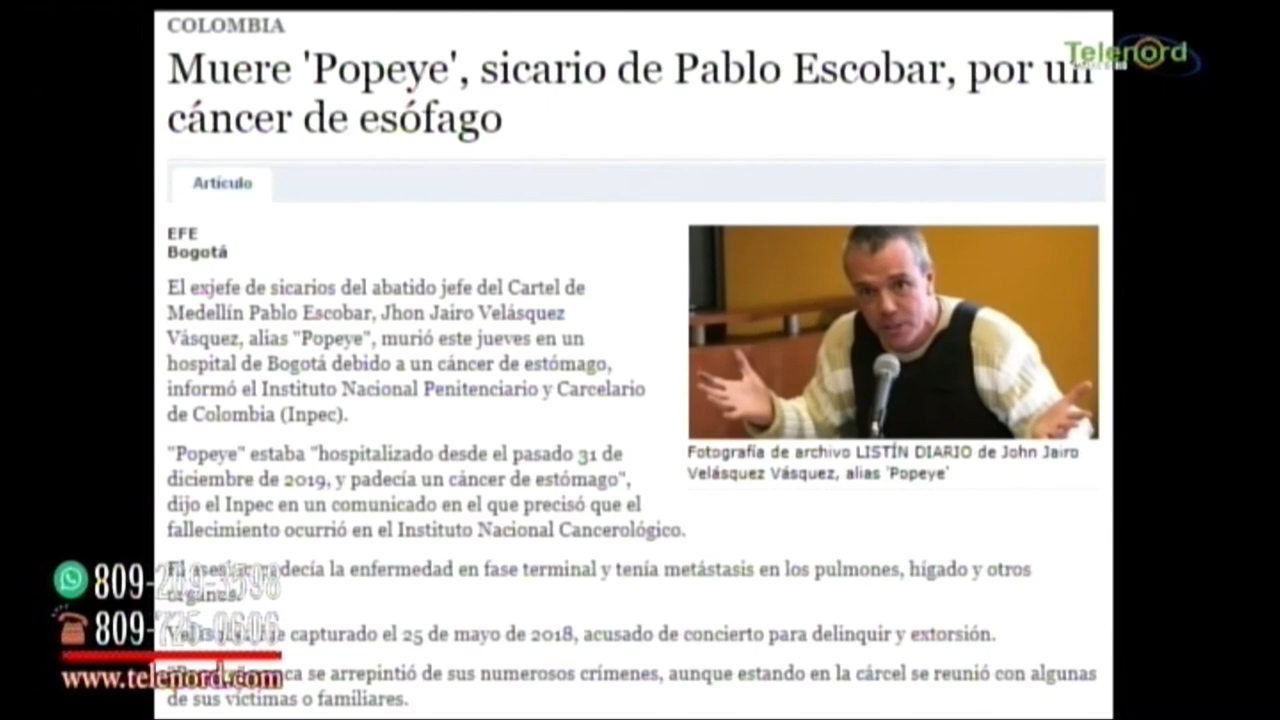 COLOMBIA
Telenord
Muere 'Popeye', sicario de Pablo Escobar, por un
cáncer de esófago
Artículo
EFE
Bogotá
El exjefe de sicarios del abatido jefe del Cartel de
Medellín Pablo Escobar, Jhon Jairo Velásquez
Vásquez, alias "Popeye", murió este jueves en un
hospital de Bogotá debido a un cáncer de estómago,
informó el Instituto Nacional Penitenciario y Carcelario
de Colombia (Inpec).
"Popeye" estaba "hospitalizado desde el pasado 31 de
diciembre de 2019, y padecía un cáncer de estómago",
dijo el Inpec en un comunicado en el que precisó que el
fallecimiento ocurrió en el Instituto Nacional Cancerológico.
Fotografía de archivo LISTÍN DIARIO de John Jairo
Velásquez Vásquez, alias 'Popeye'
El la enfermedad en fase terminal y tenía metástasis en los pulmones, hígado y otros
órganos.
capturado el 25 de mayo de 2018, acusado de concierto para delinquir y extorsión.
se arrepintió de sus numerosos crímenes, aunque estando en la cárcel se reunió con algunas
de sus víctimas o familiares.
809-
809-
www.telenord.com